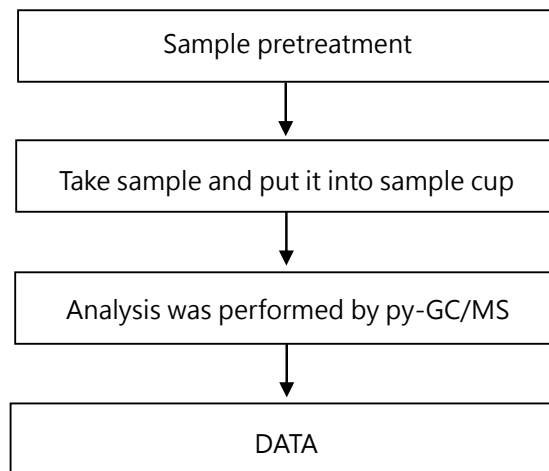 Sample pretreatment
Take sample and put it into sample cup
Analysis was performed by py-GC/MS
DATA